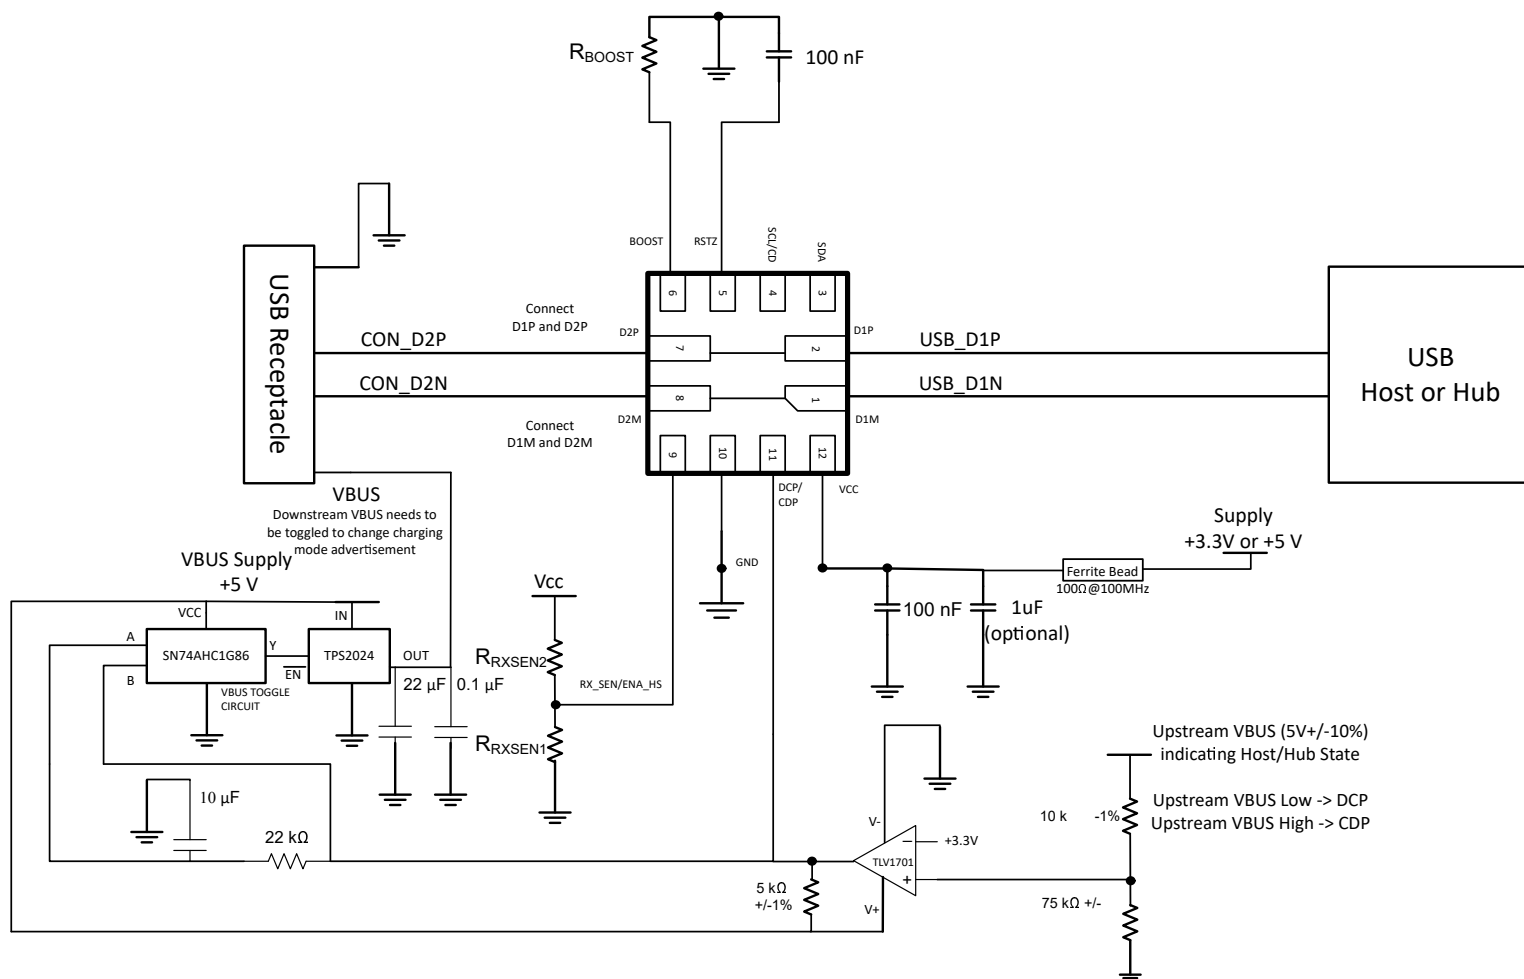 R_BOOST
100 nF
BOOST
RSTZ
SCL/CD
SDA
6
5
4
3
USB Receptacle
Connect
D1P and D2P
D2P
D1P
CON_D2P
7
2
USB_D1P
CON_D2N
8
1
USB_D1N
D2M
D1M
Connect
D1M and D2M
USB
Host or Hub
9
10
11
12
DCP/
CDP
VCC
GND
VBUS
Downstream VBUS needs to
be toggled to change charging
mode advertisement
Supply
+3.3V or +5 V
Ferrite Bead
100Ω@100MHz
100 nF
1uF
(optional)
VBUS Supply
+5 V
VCC
IN
A
B
SN74AHC1G86
Y
EN
TPS2024
OUT
VBUS TOGGLE
CIRCUIT
22 µF
0.1 µF
Vcc
R_RXSEN2
RX_SEN/ENA_HS
R_RXSEN1
10 µF
22 kΩ
5 kΩ
+/-1%
V-
V+
TLV1701
−
+
+3.3V
Upstream VBUS (5V+/-10%)
indicating Host/Hub State
Upstream VBUS Low -> DCP
Upstream VBUS High -> CDP
10 k -1%
75 kΩ +/-